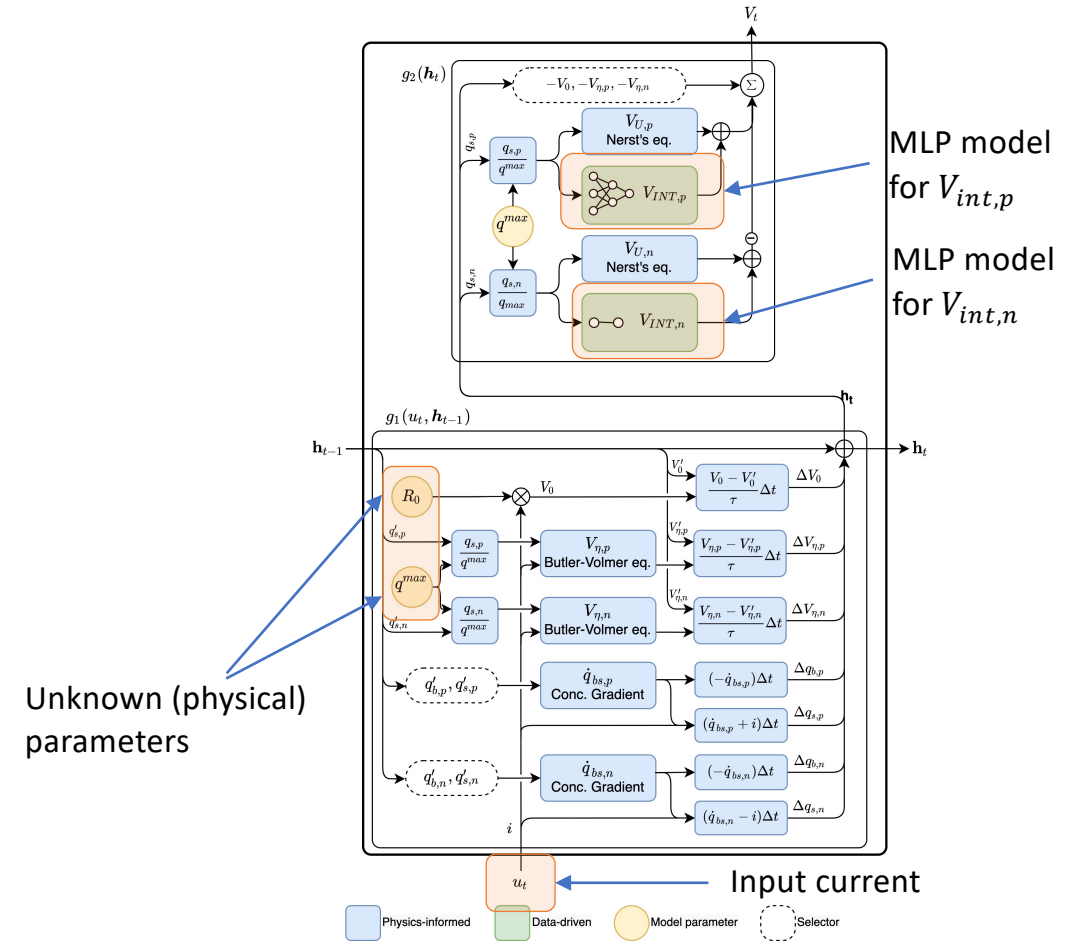 V_t
g_2(h_t)
−V_0, −V_{η,p}, −V_{η,n}
Σ
q_{s,p}
q_{s,p}
q^{max}
V_{U,p}
Nerst's eq.
V_{INT,p}
MLP model
for V_{int,p}
q^{max}
q_{s,n}
q_{s,n}
q_{max}
V_{U,n}
Nerst's eq.
V_{INT,n}
MLP model
for V_{int,n}
h_t
g_1(u_t, h_{t−1})
h_{t−1}
h_t
R_0
V_0
V'_0
V_0 − V'_0
τ
Δt
ΔV_0
q'_{s,p}
q_{s,p}
q^{max}
V_{η,p}
Butler-Volmer eq.
V'_{η,p}
V_{η,p} − V'_{η,p}
τ
Δt
ΔV_{η,p}
q^{max}
q'_{s,n}
q_{s,n}
q^{max}
V_{η,n}
Butler-Volmer eq.
V'_{η,n}
V_{η,n} − V'_{η,n}
τ
Δt
ΔV_{η,n}
Unknown (physical)
parameters
q'_{b,p}, q'_{s,p}
q̇_{bs,p}
Conc. Gradient
(−q̇_{bs,p})Δt
Δq_{b,p}
(q̇_{bs,p} + i)Δt
Δq_{s,p}
q'_{b,n}, q'_{s,n}
q̇_{bs,n}
Conc. Gradient
(−q̇_{bs,n})Δt
Δq_{b,n}
(q̇_{bs,n} − i)Δt
Δq_{s,n}
i
u_t
Input current
Physics-informed
Data-driven
Model parameter
Selector